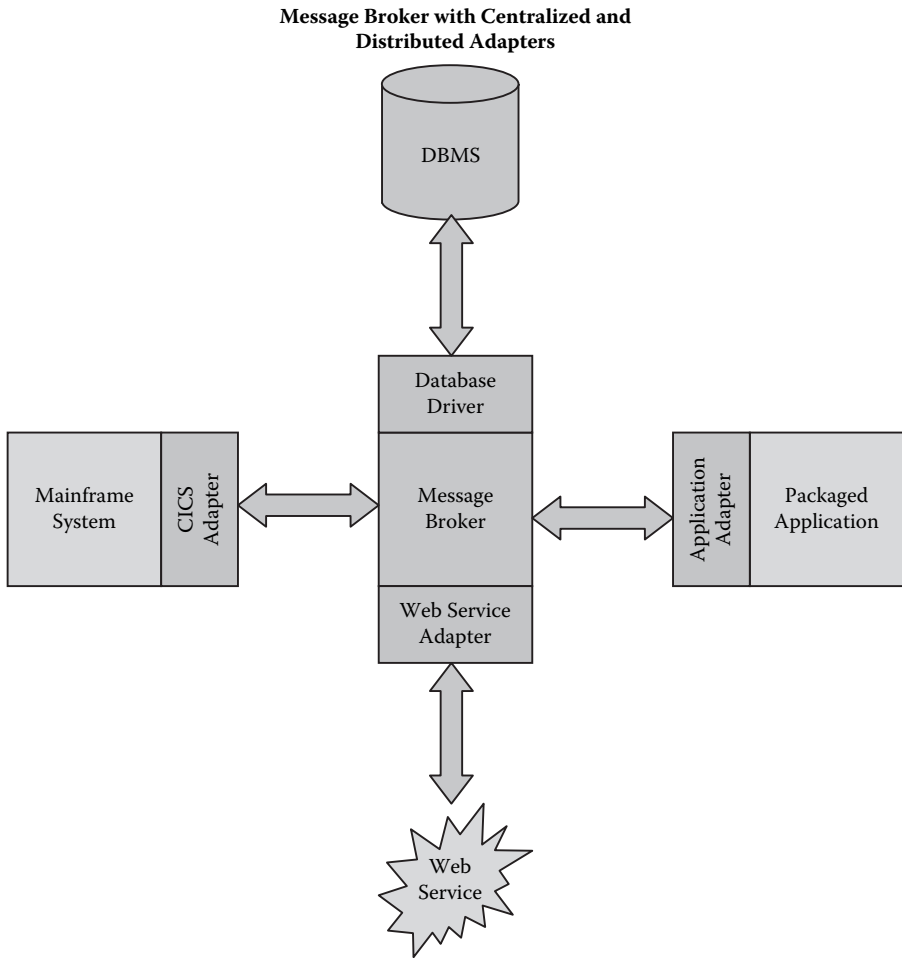 Message Broker with Centralized and
Distributed Adapters
DBMS
Database
Driver
Mainframe
System
CICS
Adapter
Message
Broker
Application
Adapter
Packaged
Application
Web Service
Adapter
Web
Service